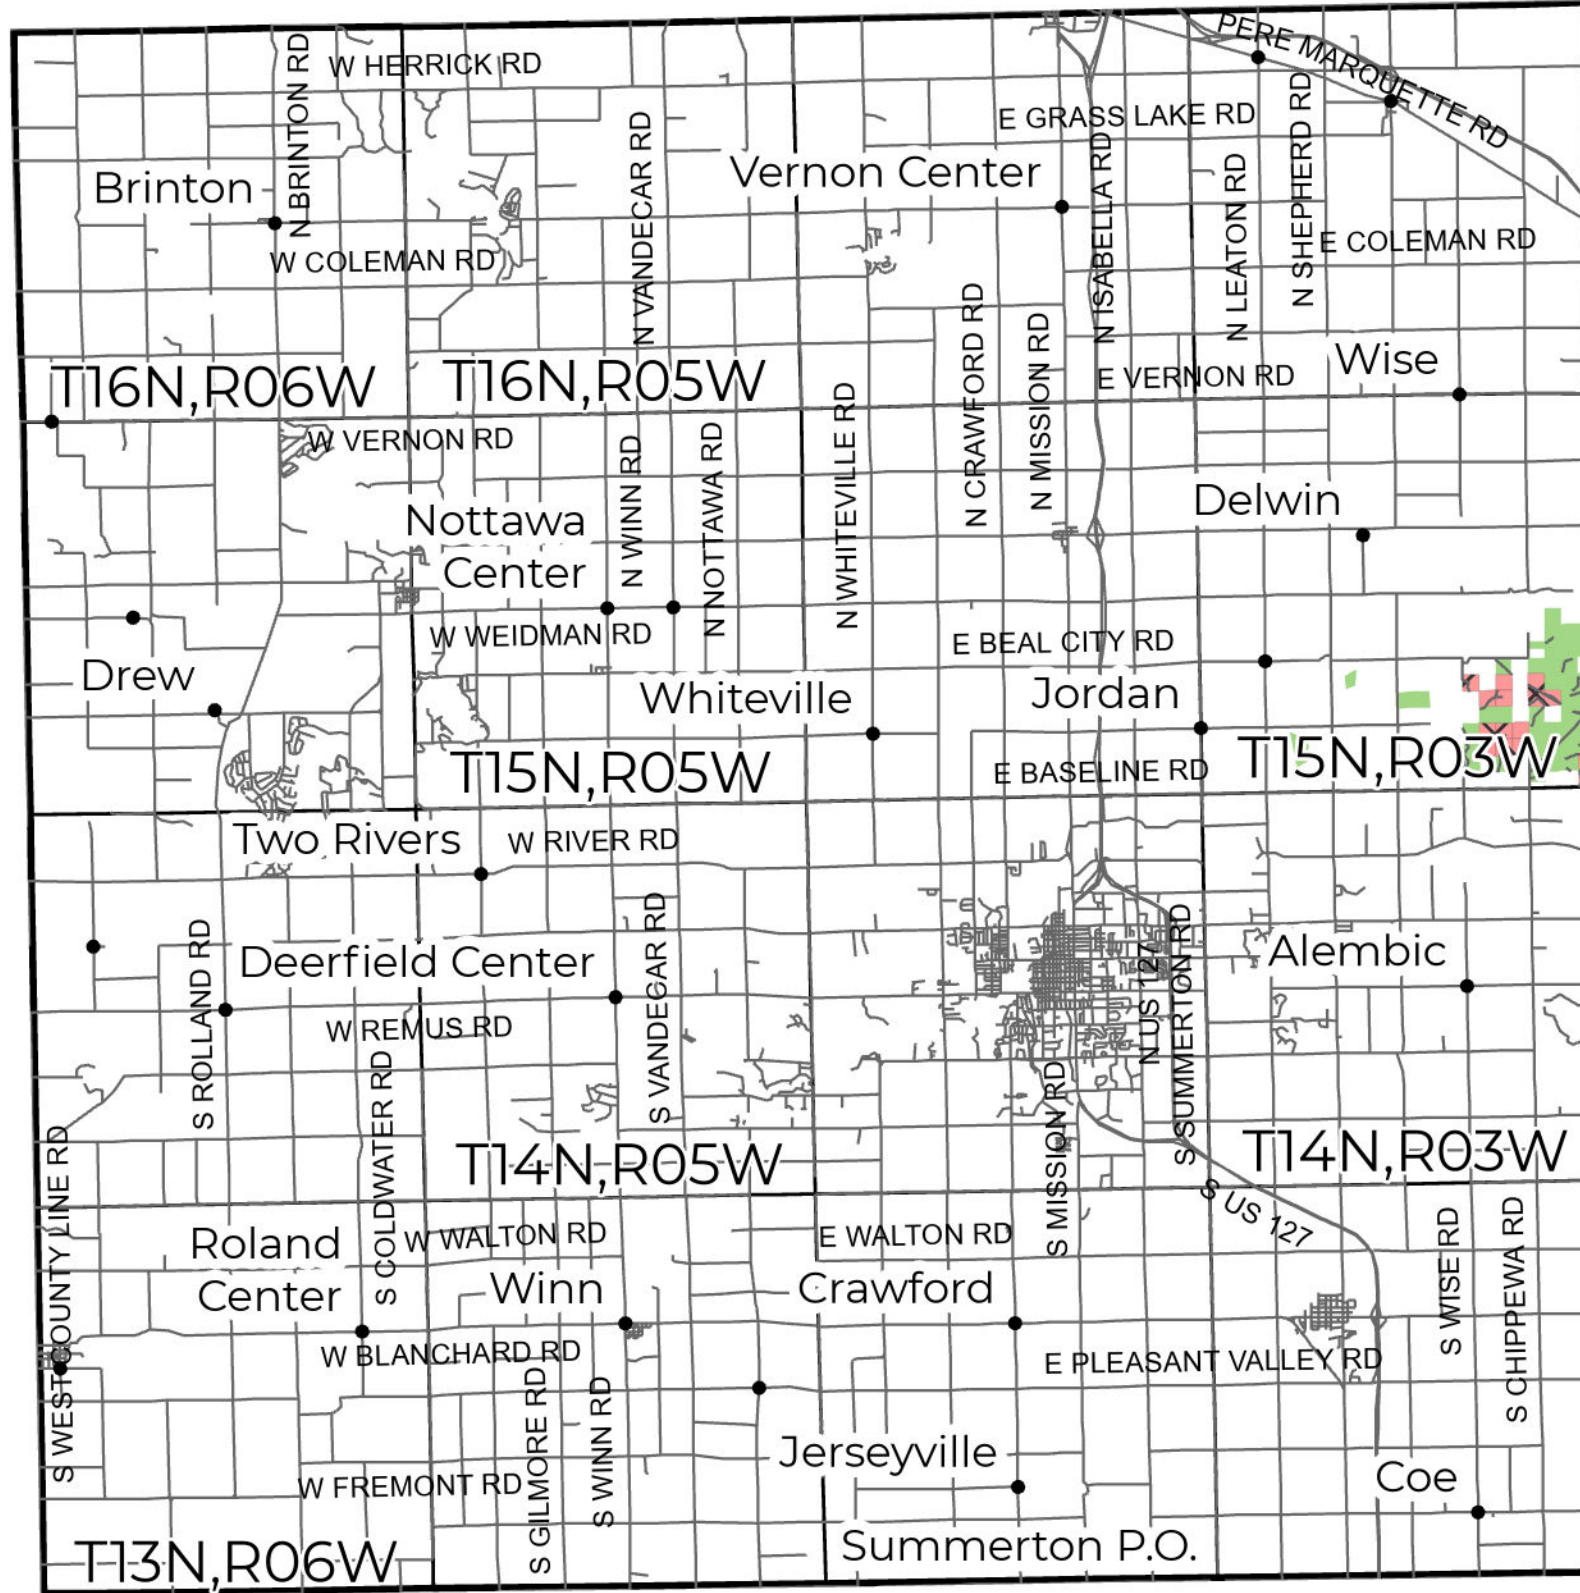 PERE MARQUETTE RD
W HERRICK RD
N BRINTON RD
E GRASS LAKE RD
N SHEPHERD RD
N VANDECAR RD
N ISABELLA RD
N LEATON RD
Vernon Center
Brinton
E COLEMAN RD
W COLEMAN RD
N CRAWFORD RD
N MISSION RD
Wise
E VERNON RD
T16N,R06W
T16N,R05W
N WHITEVILLE RD
W VERNON RD
N WINN RD
N NOTTAWA RD
Delwin
Nottawa
Center
W WEIDMAN RD
E BEAL CITY RD
Drew
Whiteville
Jordan
T15N,R05W
E BASELINE RD
T15N,R03W
Two Rivers
W RIVER RD
S ROLLAND RD
S VANDECAR RD
Deerfield Center
N US 127
S SUMMERTON RD
Alembic
W REMUS RD
S COLDWATER RD
S MISSION RD
S WEST COUNTY LINE RD
T14N,R05W
T14N,R03W
S US 127
S WISE RD
S CHIPPEWA RD
Roland
Center
W WALTON RD
E WALTON RD
Winn
Crawford
W BLANCHARD RD
E PLEASANT VALLEY RD
S GILMORE RD
S WINN RD
Jerseyville
W FREMONT RD
Coe
T13N,R06W
Summerton P.O.